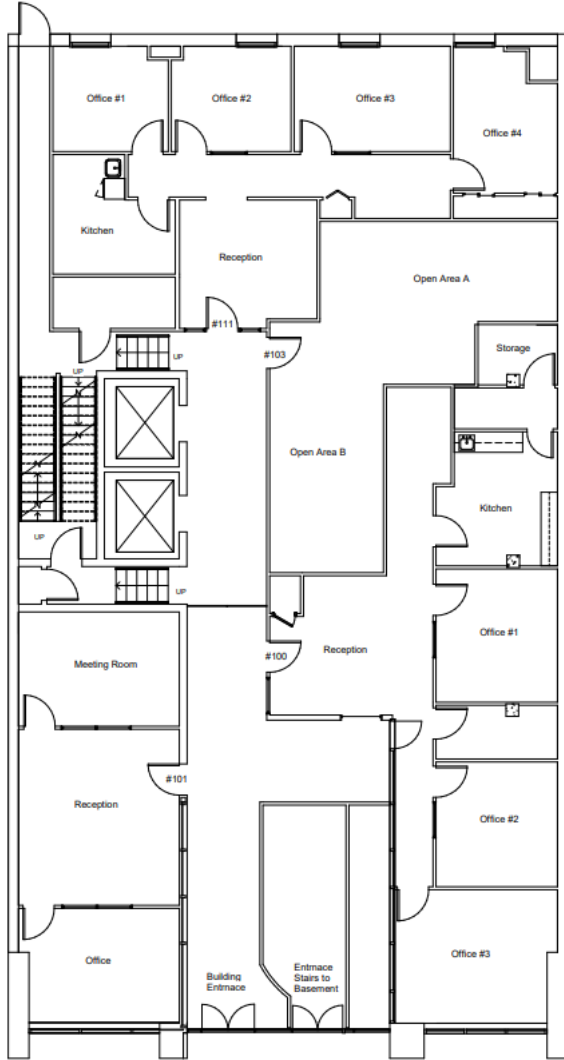 Office #1
Office #2
Office #3
Office #4
Kitchen
Reception
Open Area A
#111
#103
UP
Storage
UP
Open Area B
Kitchen
UP
UP
Office #1
Meeting Room
#100
Reception
#101
Reception
Office #2
Office
Office #3
Building
Entrnace
Entrnace
Stairs to
Basement